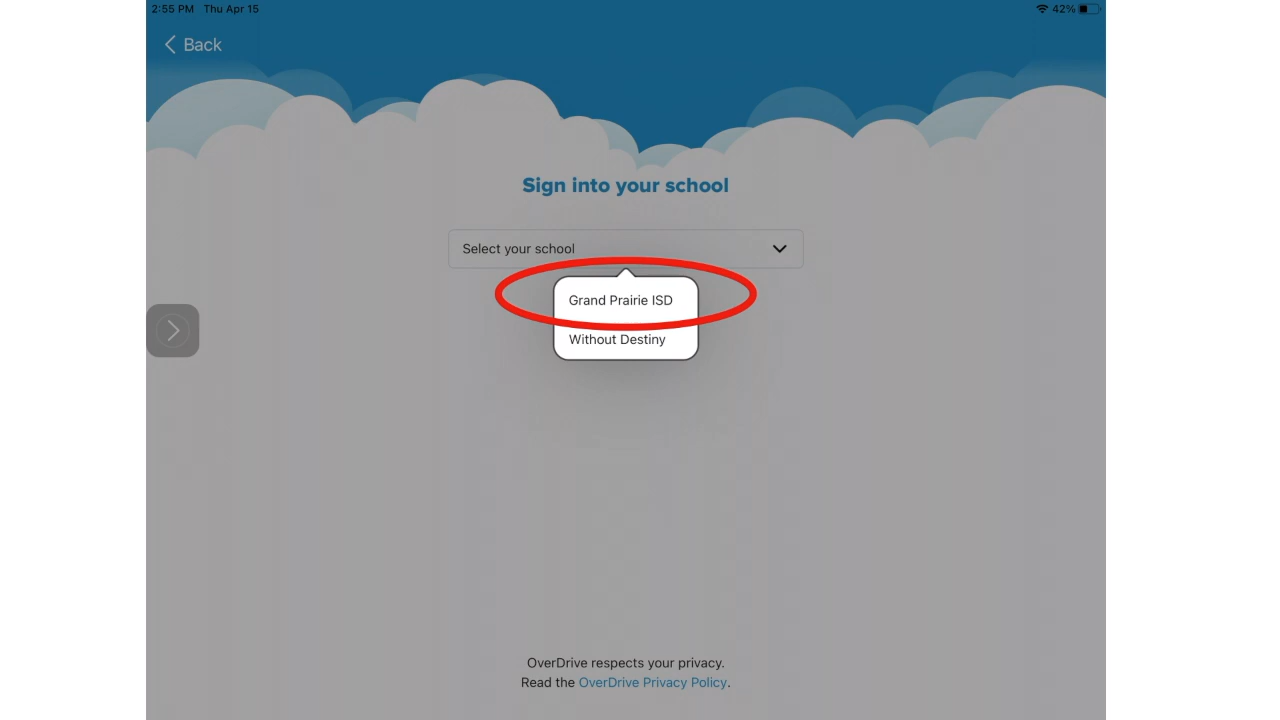 2:55 PM Thu Apr 15
42%
Back
Sign into your school
Select your school
Grand Prairie ISD
Without Destiny
OverDrive respects your privacy.
Read the OverDrive Privacy Policy.